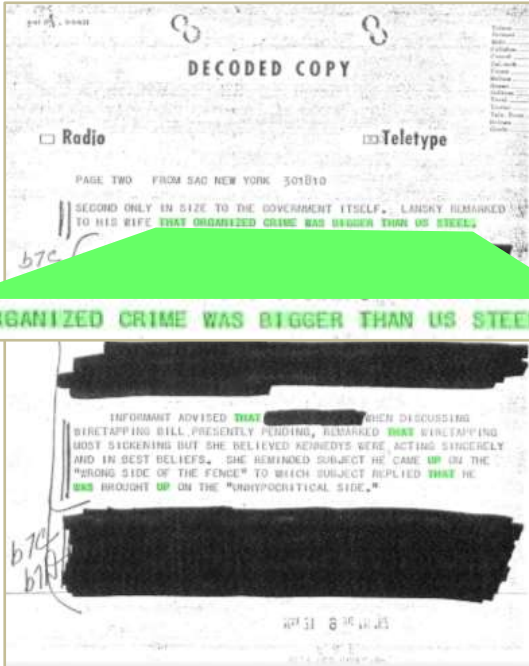 DECODED COPY
Radio
Teletype
PAGE TWO FROM SAC NEW YORK 301810
SECOND ONLY IN SIZE TO THE GOVERNMENT ITSELF. LANSKY REMARKED
TO HIS WIFE THAT ORGANIZED CRIME WAS BIGGER THAN US STEEL.
b7C
RGANIZED CRIME WAS BIGGER THAN US STEE
INFORMANT ADVISED THAT WHEN DISCUSSING
WIRETAPPING BILL PRESENTLY PENDING, REMARKED THAT WIRETAPPING
MOST SICKENING BUT SHE BELIEVED KENNEDYS WERE ACTING SINCERELY
AND IN BEST BELIEFS. SHE REMINDED SUBJECT HE CAME UP ON THE
"WRONG SIDE OF THE FENCE" TO WHICH SUBJECT REPLIED THAT HE
WAS BROUGHT UP ON THE "UNHYPOCRITICAL SIDE."
b7C
b7D